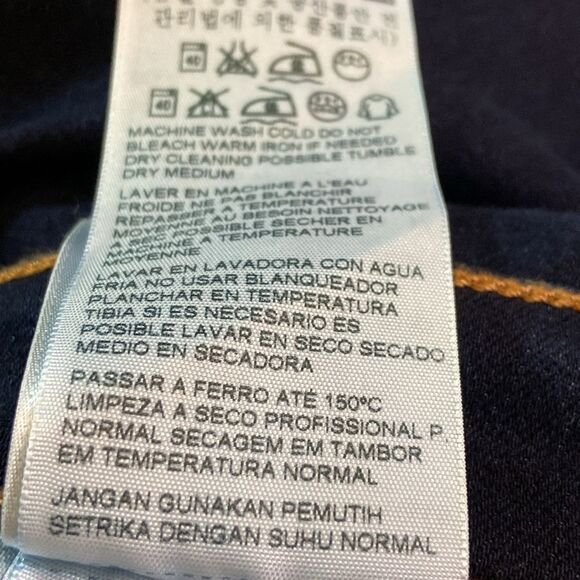 관리법에 의한 품질표시)
40
40
MACHINE WASH COLD DO NOT
BLEACH WARM IRON IF NEEDED
DRY CLEANING POSSIBLE TUMBLE
DRY MEDIUM
LAVER EN MACHINE A L'EAU
FROIDE NE PAS BLANCHIR
REPASSER A TEMPERATURE
MOYENNE AU BESOIN NETTOYAGE
A SEC POSSIBLE SECHER EN
MACHINE A TEMPERATURE
MOYENNE
LAVAR EN LAVADORA CON AGUA
FRIA NO USAR BLANQUEADOR
PLANCHAR EN TEMPERATURA
TIBIA SI ES NECESARIO ES
POSIBLE LAVAR EN SECO SECADO
MEDIO EN SECADORA
PASSAR A FERRO ATÉ 150ºC
LIMPEZA A SECO PROFISSIONAL P.
NORMAL SECAGEM EM TAMBOR
EM TEMPERATURA NORMAL
JANGAN GUNAKAN PEMUTIH
SETRIKA DENGAN SUHU NORMAL